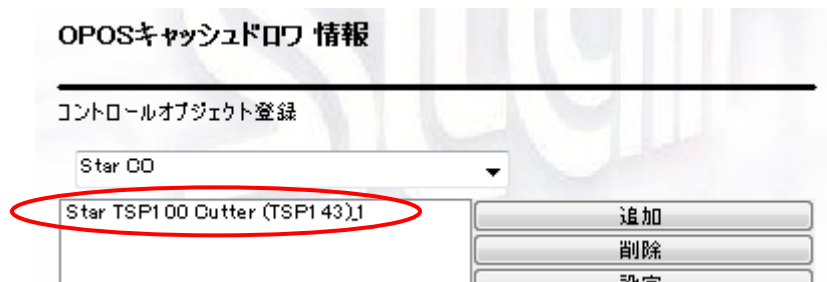 OPOSキャッシュドロワ 情報
コントロールオブジェクト登録
Star CO
Star TSP100 Cutter (TSP143)_1
追加
削除
設定